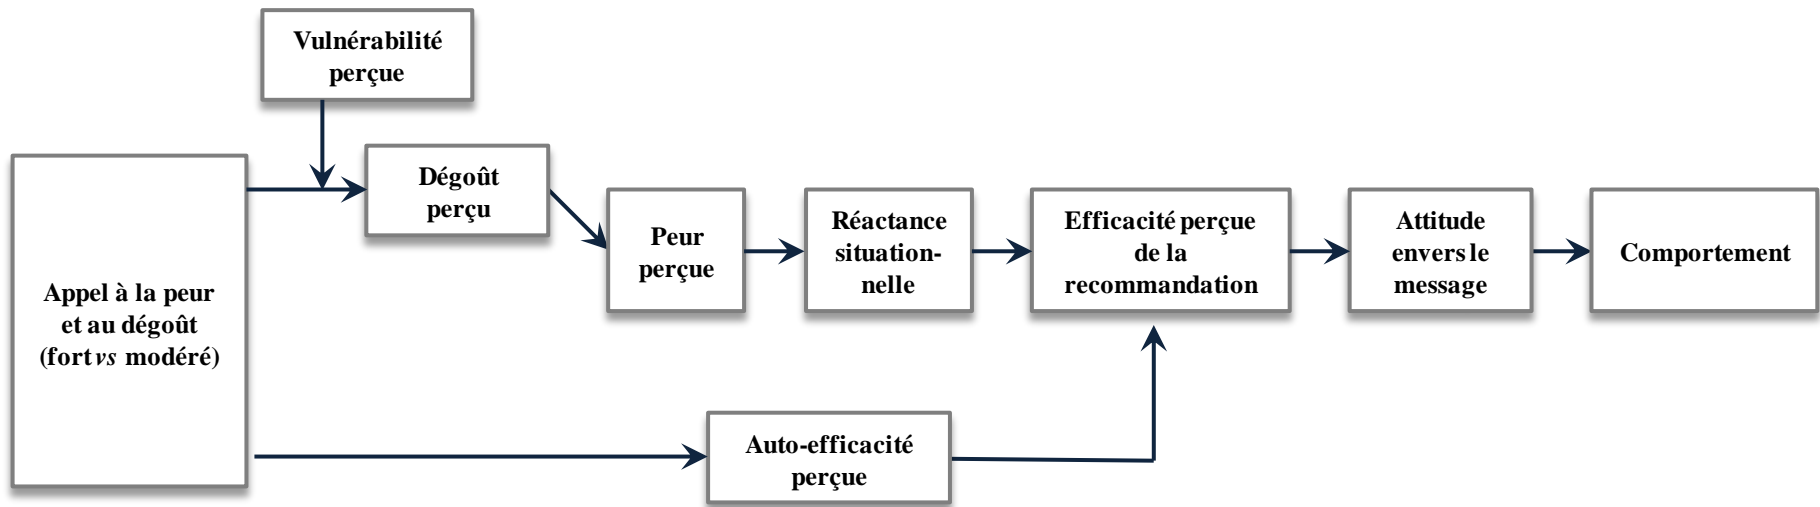 Vulnérabilité
perçue
Dégoût
perçu
Appel à la peur
et au dégoût
(fort vs modéré)
Peur
perçue
Réactance
situation-
nelle
Efficacité perçue
de la
recommandation
Attitude
envers le
message
Comportement
Auto-efficacité
perçue